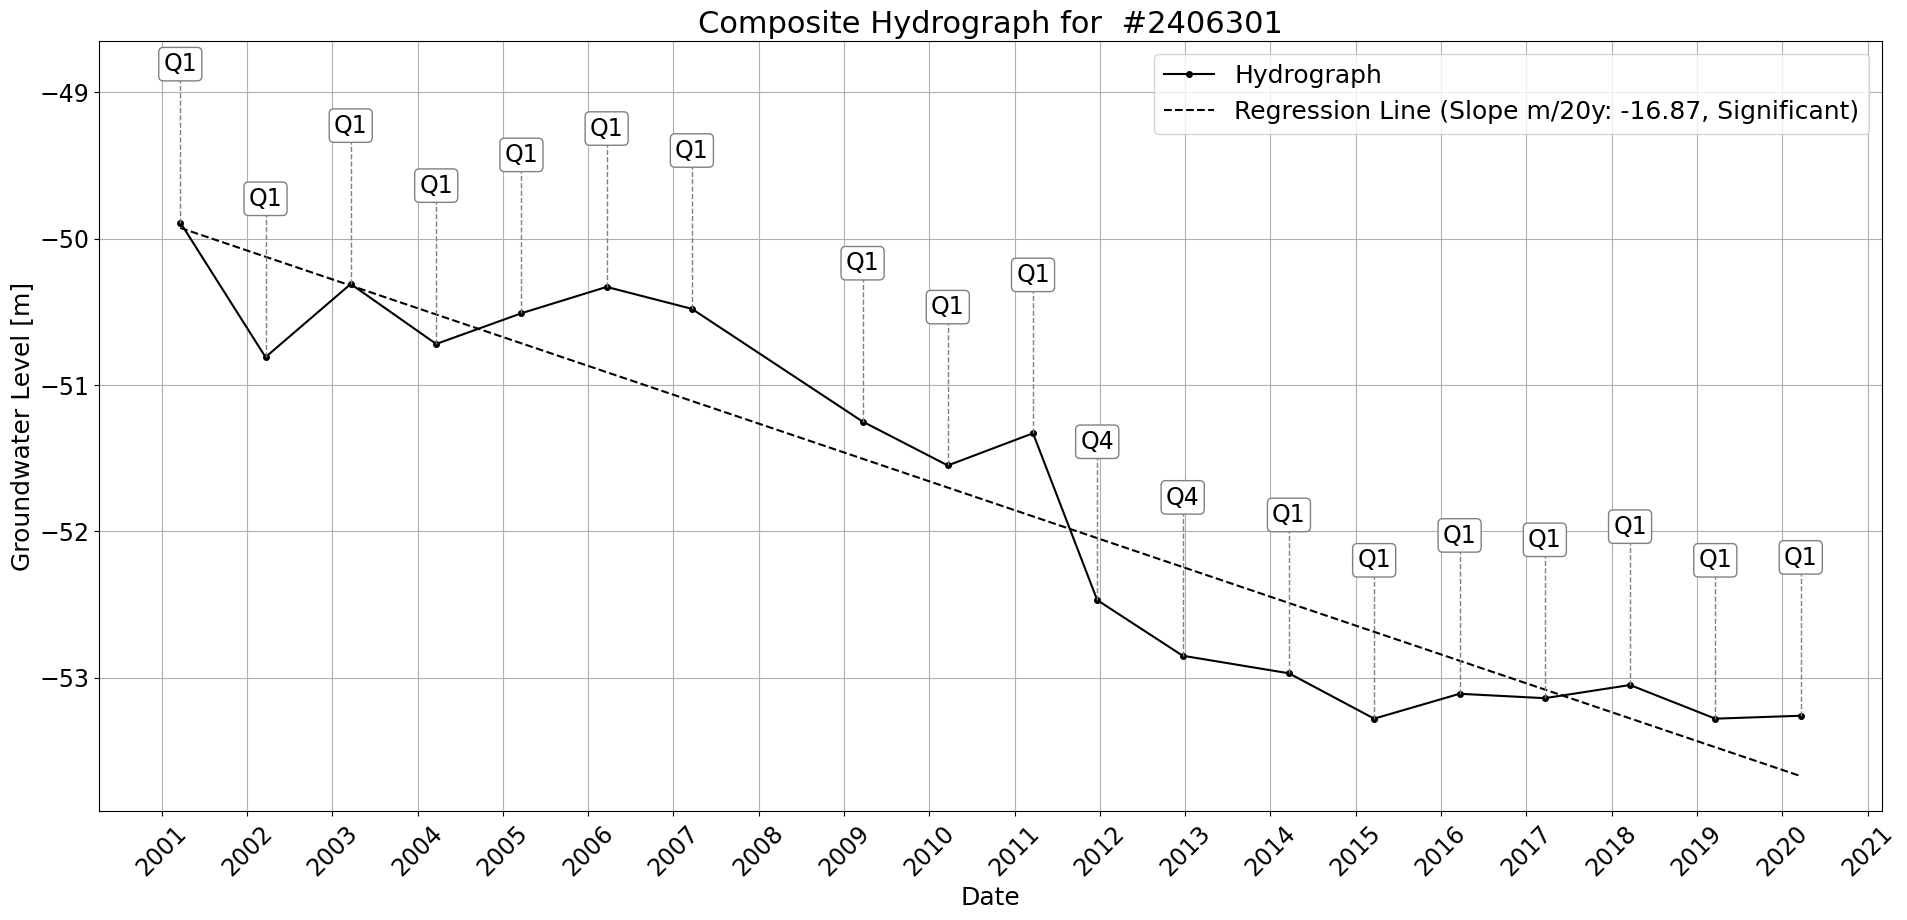 Composite Hydrograph for  #2406301
Hydrograph
Regression Line (Slope m/20y: -16.87, Significant)
Groundwater Level [m]
−49
−50
−51
−52
−53
Q1
Q1
Q1
Q1
Q1
Q1
Q1
Q1
Q1
Q1
Q4
Q4
Q1
Q1
Q1
Q1
Q1
Q1
Q1
2001
2002
2003
2004
2005
2006
2007
2008
2009
2010
2011
2012
2013
2014
2015
2016
2017
2018
2019
2020
2021
Date